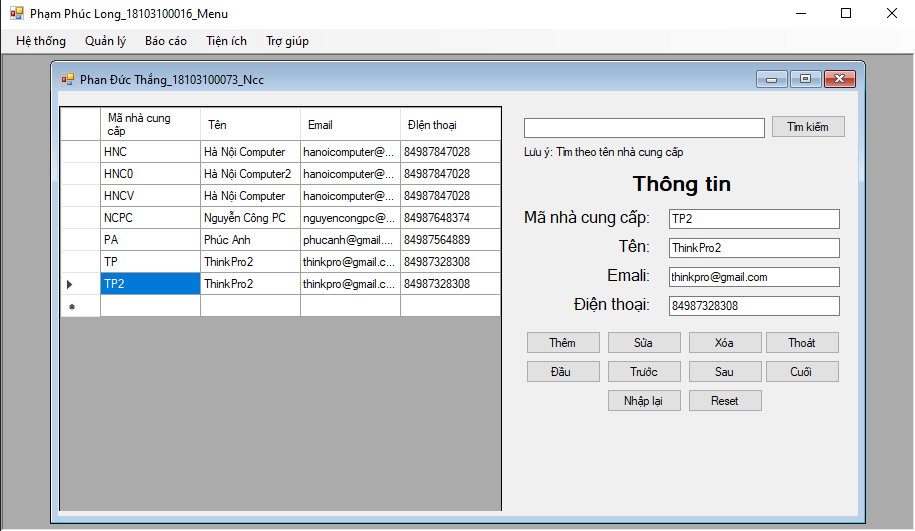 Phạm Phúc Long_18103100016_Menu
Hệ thống Quản lý Báo cáo Tiện ích Trợ giúp
Phan Đức Thắng_18103100073_Ncc
Mã nhà cung cấp Tên Email Điện thoại
HNC Hà Nội Computer hanoicomputer@... 84987847028
HNC0 Hà Nội Computer2 hanoicomputer@... 84987847028
HNCV Hà Nội Computer hanoicomputer@... 84987847028
NCPC Nguyễn Công PC nguyencongpc@... 84987648374
PA Phúc Anh phucanh@gmail.... 84987564889
TP ThinkPro2 thinkpro@gmail.c... 84987328308
TP2 ThinkPro2 thinkpro@gmail.c... 84987328308
Tìm kiếm
Lưu ý: Tìm theo tên nhà cung cấp
Thông tin
Mã nhà cung cấp: TP2
Tên: ThinkPro2
Emali: thinkpro@gmail.com
Điện thoại: 84987328308
Thêm Sửa Xóa Thoát
Đầu Trước Sau Cuối
Nhập lại Reset